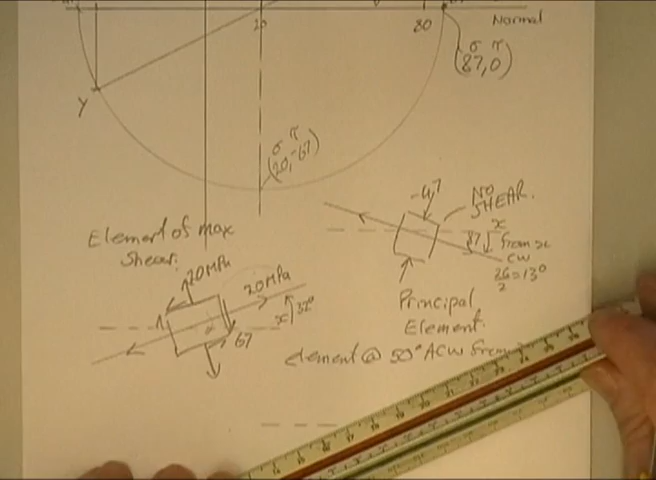 20
80
Normal
σ τ
(87,0)
Y
σ τ
(20,-67)
-47
NO
SHEAR.
Element of max
Shear:
x
87
from x
cw
26/2 = 13°
20MPa
20MPa
Principal
Element.
x
32°
67
element @ 50° ACW from